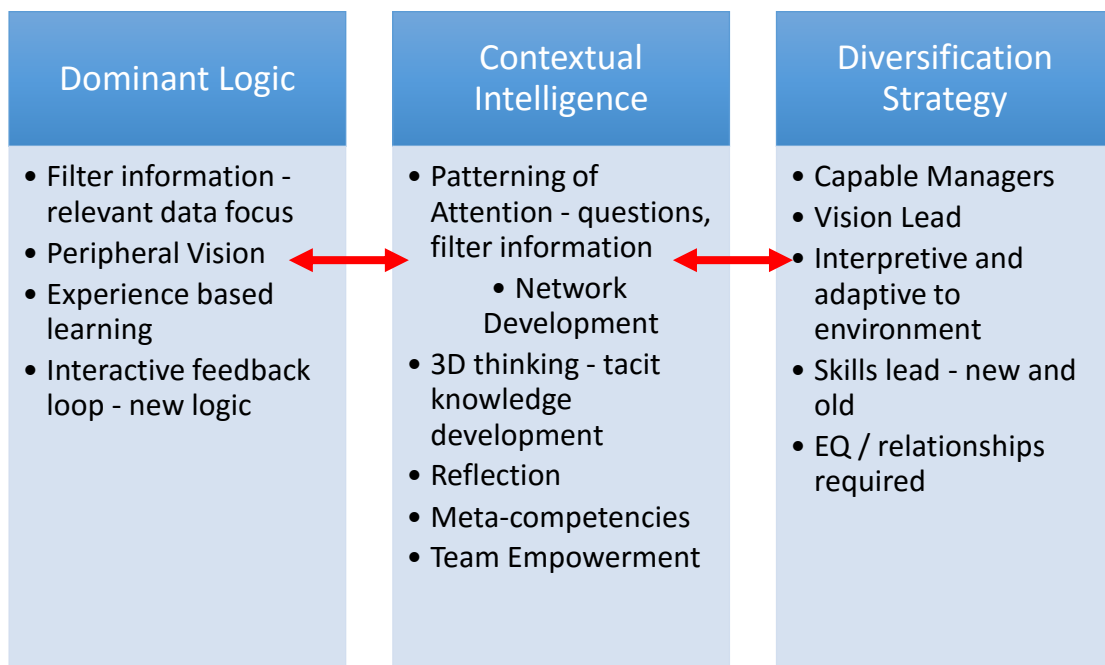 Dominant Logic
• Filter information -
relevant data focus
• Peripheral Vision
• Experience based
learning
• Interactive feedback
loop - new logic
Contextual
Intelligence
• Patterning of
Attention - questions,
filter information
• Network
Development
• 3D thinking - tacit
knowledge
development
• Reflection
• Meta-competencies
• Team Empowerment
Diversification
Strategy
• Capable Managers
• Vision Lead
• Interpretive and
adaptive to
environment
• Skills lead - new and
old
• EQ / relationships
required